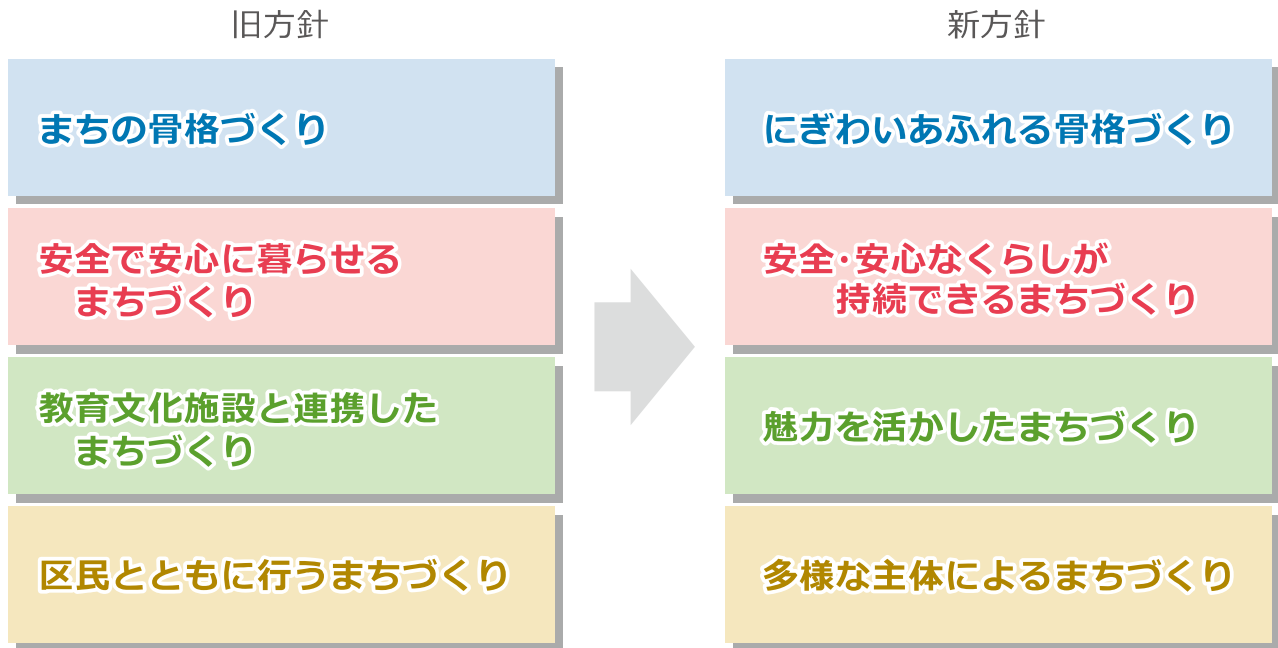 旧方針
まちの骨格づくり
安全で安心に暮らせる
まちづくり
教育文化施設と連携した
まちづくり
区民とともに行うまちづくり
新方針
にぎわいあふれる骨格づくり
安全・安心なくらしが
持続できるまちづくり
魅力を活かしたまちづくり
多様な主体によるまちづくり